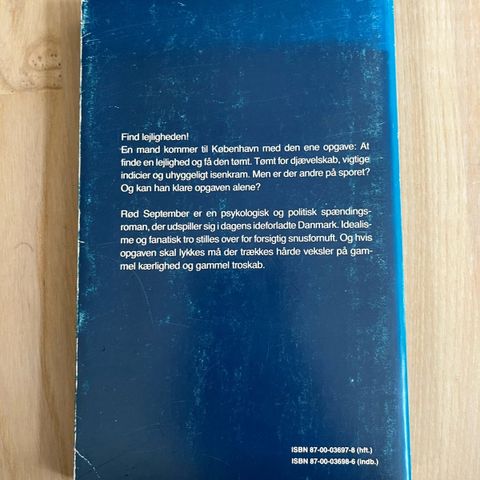 Find lejligheden!
En mand kommer til København med den ene opgave: At
finde en lejlighed og få den tømt. Tømt for djævelskab, vigtige
indicier og uhyggeligt isenkram. Men er der andre på sporet?
Og kan han klare opgaven alene?
Rød September er en psykologisk og politisk spændings-
roman, der udspiller sig i dagens ideforladte Danmark. Idealis-
me og fanatisk tro stilles over for forsigtig snusfornuft. Og hvis
opgaven skal lykkes må der trækkes hårde veksler på gam-
mel kærlighed og gammel troskab.
ISBN 87-00-03697-8 (hft.)
ISBN 87-00-03698-6 (indb.)